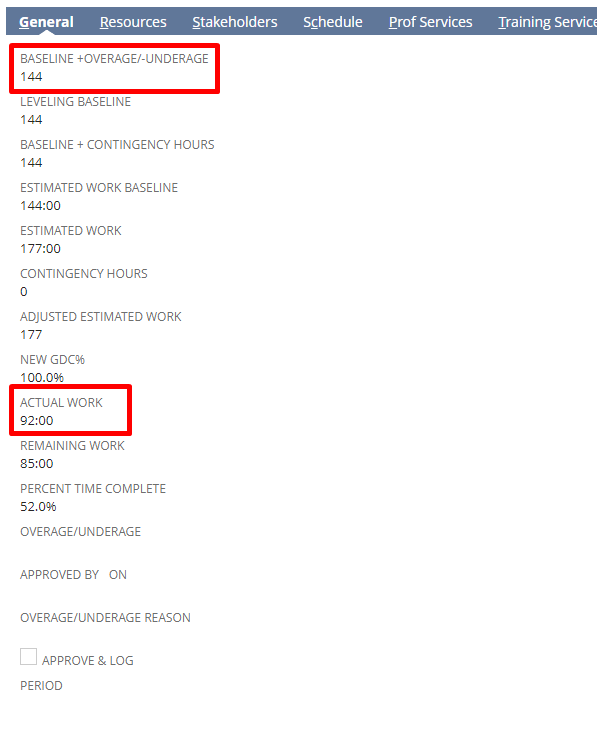 General Resources Stakeholders Schedule Prof Services Training Service
BASELINE +OVERAGE/-UNDERAGE
144
LEVELING BASELINE
144
BASELINE + CONTINGENCY HOURS
144
ESTIMATED WORK BASELINE
144:00
ESTIMATED WORK
177:00
CONTINGENCY HOURS
0
ADJUSTED ESTIMATED WORK
177
NEW GDC%
100.0%
ACTUAL WORK
92:00
REMAINING WORK
85:00
PERCENT TIME COMPLETE
52.0%
OVERAGE/UNDERAGE
APPROVED BY ON
OVERAGE/UNDERAGE REASON
APPROVE & LOG
PERIOD